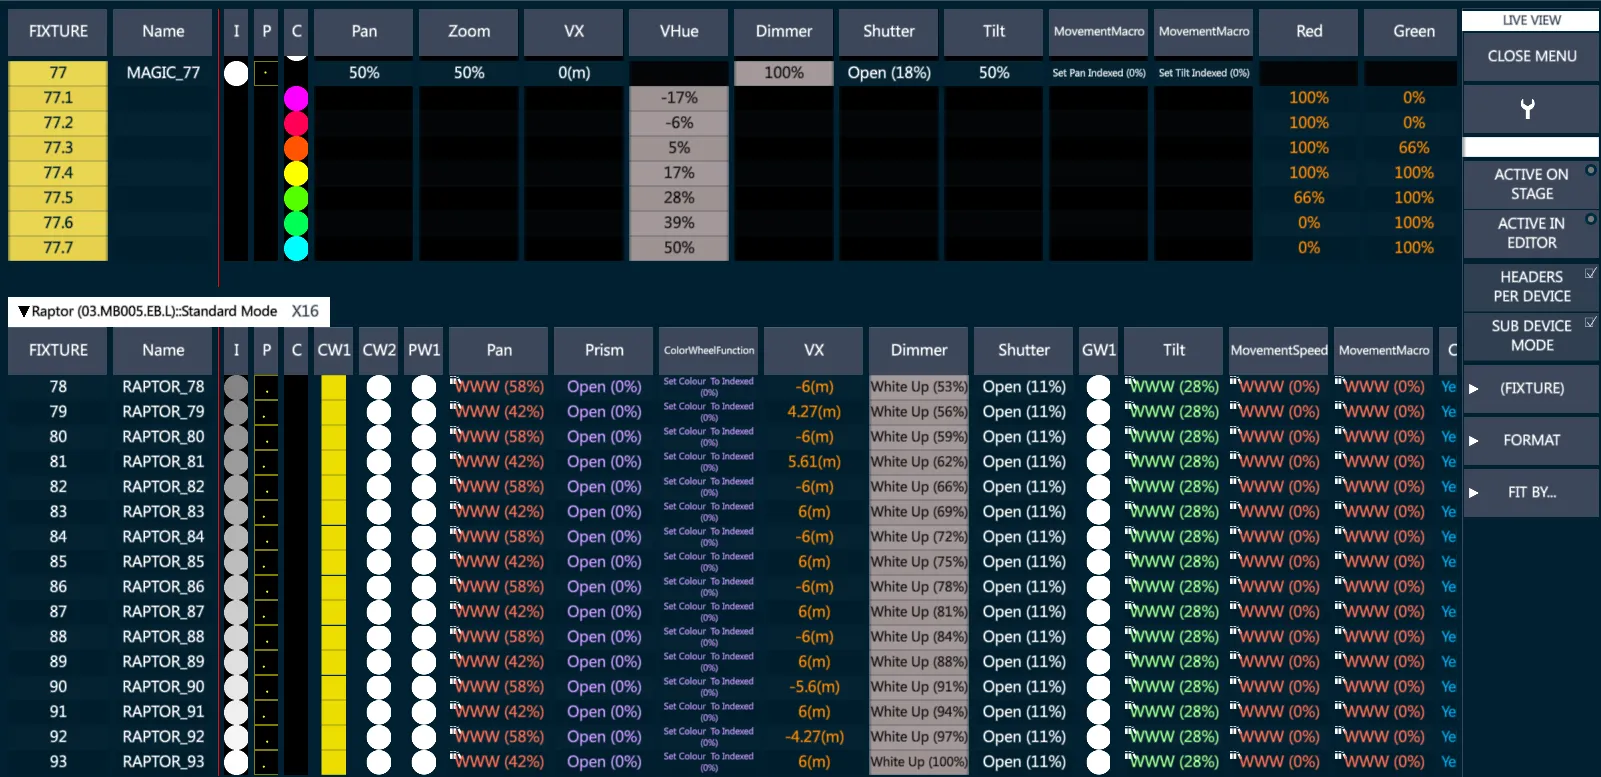 FIXTURE Name I P C Pan Zoom VX VHue Dimmer Shutter Tilt MovementMacro MovementMacro Red Green
77 MAGIC_77 50% 50% 0(m) 100% Open (18%) 50% Set Pan Indexed (0%) Set Tilt Indexed (0%)
77.1 -17% 100% 0%
77.2 -6% 100% 0%
77.3 5% 100% 66%
77.4 17% 100% 100%
77.5 28% 66% 100%
77.6 39% 0% 100%
77.7 50% 0% 100%
▼Raptor (03.MB005.EB.L)::Standard Mode X16
FIXTURE Name I P C CW1 CW2 PW1 Pan Prism ColorWheelFunction VX Dimmer Shutter GW1 Tilt MovementSpeed MovementMacro C
78 RAPTOR_78 WWW (58%) Open (0%) Set Colour To Indexed (0%) -6(m) White Up (53%) Open (11%) WWW (28%) WWW (0%) WWW (0%) Ye
79 RAPTOR_79 WWW (42%) Open (0%) Set Colour To Indexed (0%) 4.27(m) White Up (56%) Open (11%) WWW (28%) WWW (0%) WWW (0%) Ye
80 RAPTOR_80 WWW (58%) Open (0%) Set Colour To Indexed (0%) -6(m) White Up (59%) Open (11%) WWW (28%) WWW (0%) WWW (0%) Ye
81 RAPTOR_81 WWW (42%) Open (0%) Set Colour To Indexed (0%) 5.61(m) White Up (62%) Open (11%) WWW (28%) WWW (0%) WWW (0%) Ye
82 RAPTOR_82 WWW (58%) Open (0%) Set Colour To Indexed (0%) -6(m) White Up (66%) Open (11%) WWW (28%) WWW (0%) WWW (0%) Ye
83 RAPTOR_83 WWW (42%) Open (0%) Set Colour To Indexed (0%) 6(m) White Up (69%) Open (11%) WWW (28%) WWW (0%) WWW (0%) Ye
84 RAPTOR_84 WWW (58%) Open (0%) Set Colour To Indexed (0%) -6(m) White Up (72%) Open (11%) WWW (28%) WWW (0%) WWW (0%) Ye
85 RAPTOR_85 WWW (42%) Open (0%) Set Colour To Indexed (0%) 6(m) White Up (75%) Open (11%) WWW (28%) WWW (0%) WWW (0%) Ye
86 RAPTOR_86 WWW (58%) Open (0%) Set Colour To Indexed (0%) -6(m) White Up (78%) Open (11%) WWW (28%) WWW (0%) WWW (0%) Ye
87 RAPTOR_87 WWW (42%) Open (0%) Set Colour To Indexed (0%) 6(m) White Up (81%) Open (11%) WWW (28%) WWW (0%) WWW (0%) Ye
88 RAPTOR_88 WWW (58%) Open (0%) Set Colour To Indexed (0%) -6(m) White Up (84%) Open (11%) WWW (28%) WWW (0%) WWW (0%) Ye
89 RAPTOR_89 WWW (42%) Open (0%) Set Colour To Indexed (0%) 6(m) White Up (88%) Open (11%) WWW (28%) WWW (0%) WWW (0%) Ye
90 RAPTOR_90 WWW (58%) Open (0%) Set Colour To Indexed (0%) -5.6(m) White Up (91%) Open (11%) WWW (28%) WWW (0%) WWW (0%) Ye
91 RAPTOR_91 WWW (42%) Open (0%) Set Colour To Indexed (0%) 6(m) White Up (94%) Open (11%) WWW (28%) WWW (0%) WWW (0%) Ye
92 RAPTOR_92 WWW (58%) Open (0%) Set Colour To Indexed (0%) -4.27(m) White Up (97%) Open (11%) WWW (28%) WWW (0%) WWW (0%) Ye
93 RAPTOR_93 WWW (42%) Open (0%) Set Colour To Indexed (0%) 6(m) White Up (100%) Open (11%) WWW (28%) WWW (0%) WWW (0%) Ye
LIVE VIEW
CLOSE MENU
ACTIVE ON
STAGE
ACTIVE IN
EDITOR
HEADERS
PER DEVICE
SUB DEVICE
MODE
(FIXTURE)
FORMAT
FIT BY...